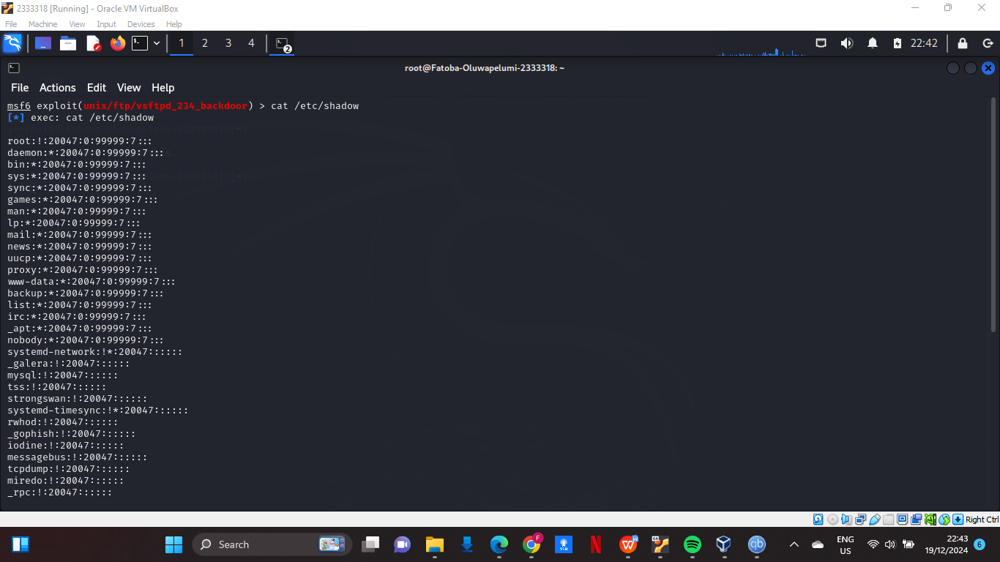 2333318 [Running] - Oracle VM VirtualBox
File Machine View Input Devices Help
1 2 3 4 2 22:42
root@Fatoba-Oluwapelumi-2333318: ~
File Actions Edit View Help
msf6 exploit(unix/ftp/vsftpd_234_backdoor) > cat /etc/shadow
[*] exec: cat /etc/shadow
root:!:20047:0:99999:7:::
daemon:*:20047:0:99999:7:::
bin:*:20047:0:99999:7:::
sys:*:20047:0:99999:7:::
sync:*:20047:0:99999:7:::
games:*:20047:0:99999:7:::
man:*:20047:0:99999:7:::
lp:*:20047:0:99999:7:::
mail:*:20047:0:99999:7:::
news:*:20047:0:99999:7:::
uucp:*:20047:0:99999:7:::
proxy:*:20047:0:99999:7:::
www-data:*:20047:0:99999:7:::
backup:*:20047:0:99999:7:::
list:*:20047:0:99999:7:::
irc:*:20047:0:99999:7:::
_apt:*:20047:0:99999:7:::
nobody:*:20047:0:99999:7:::
systemd-network:!*:20047::::::
_galera:!:20047::::::
mysql:!:20047::::::
tss:!:20047::::::
strongswan:!:20047::::::
systemd-timesync:!*:20047::::::
rwhod:!:20047::::::
_gophish:!:20047::::::
iodine:!:20047::::::
messagebus:!:20047::::::
tcpdump:!:20047::::::
miredo:!:20047::::::
_rpc:!:20047::::::
Right Ctrl
Search
F
N
W
qb
ENG
US
22:43
19/12/2024
6